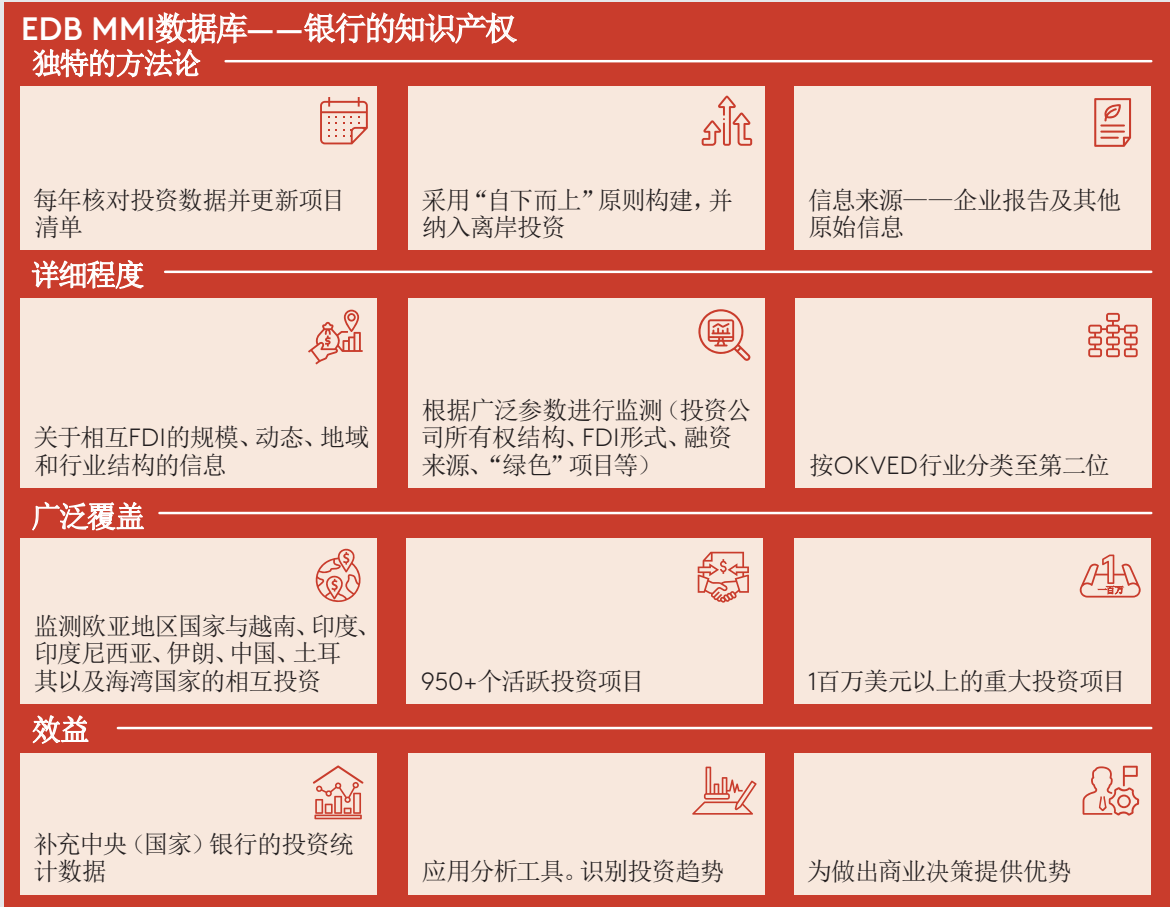 EDB MMI数据库——银行的知识产权
独特的方法论
每年核对投资数据并更新项目
清单
采用“自下而上”原则构建，并
纳入离岸投资
信息来源——企业报告及其他
原始信息
详细程度
关于相互FDI的规模、动态、地域
和行业结构的信息
根据广泛参数进行监测（投资公
司所有权结构、FDI形式、融资
来源、“绿色”项目等）
按OKVED行业分类至第二位
广泛覆盖
监测欧亚地区国家与越南、印度、
印度尼西亚、伊朗、中国、土耳
其以及海湾国家的相互投资
950+个活跃投资项目
1
一百万
1百万美元以上的重大投资项目
效益
补充中央（国家）银行的投资统
计数据
应用分析工具。识别投资趋势
为做出商业决策提供优势